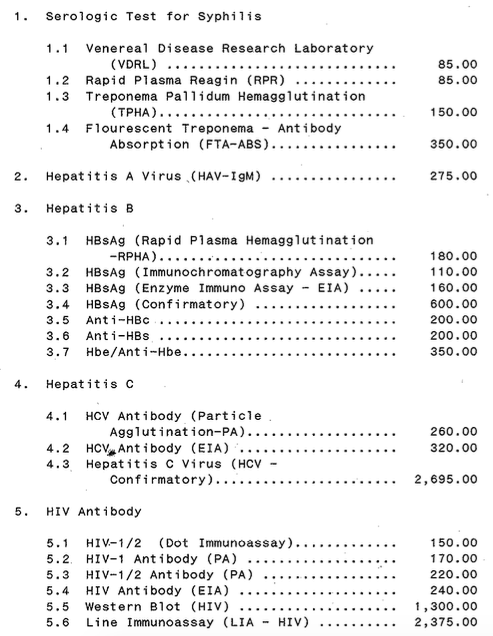 1. Serologic Test for Syphilis
1.1 Venereal Disease Research Laboratory
(VDRL) ............................. 85.00
1.2 Rapid Plasma Reagin (RPR) ............. 85.00
1.3 Treponema Pallidum Hemagglutination
(TPHA).............................. 150.00
1.4 Flourescent Treponema - Antibody
Absorption (FTA-ABS)................ 350.00
2. Hepatitis A Virus (HAV-IgM) ................ 275.00
3. Hepatitis B
3.1 HBsAg (Rapid Plasma Hemagglutination
-RPHA).............................. 180.00
3.2 HBsAg (Immunochromatography Assay)..... 110.00
3.3 HBsAg (Enzyme Immuno Assay - EIA) ..... 160.00
3.4 HBsAg (Confirmatory) .................. 600.00
3.5 Anti-HBc .............................. 200.00
3.6 Anti-HBs .............................. 200.00
3.7 Hbe/Anti-Hbe........................... 350.00
4. Hepatitis C
4.1 HCV Antibody (Particle
Agglutination-PA)................... 260.00
4.2 HCV Antibody (EIA) .................... 320.00
4.3 Hepatitis C Virus (HCV -
Confirmatory)....................... 2,695.00
5. HIV Antibody
5.1 HIV-1/2 (Dot Immunoassay)............. 150.00
5.2 HIV-1 Antibody (PA) ................... 170.00
5.3 HIV-1/2 Antibody (PA) ................. 220.00
5.4 HIV Antibody (EIA) .................... 240.00
5.5 Western Blot (HIV) .................... 1,300.00
5.6 Line Immunoassay (LIA - HIV) .......... 2,375.00